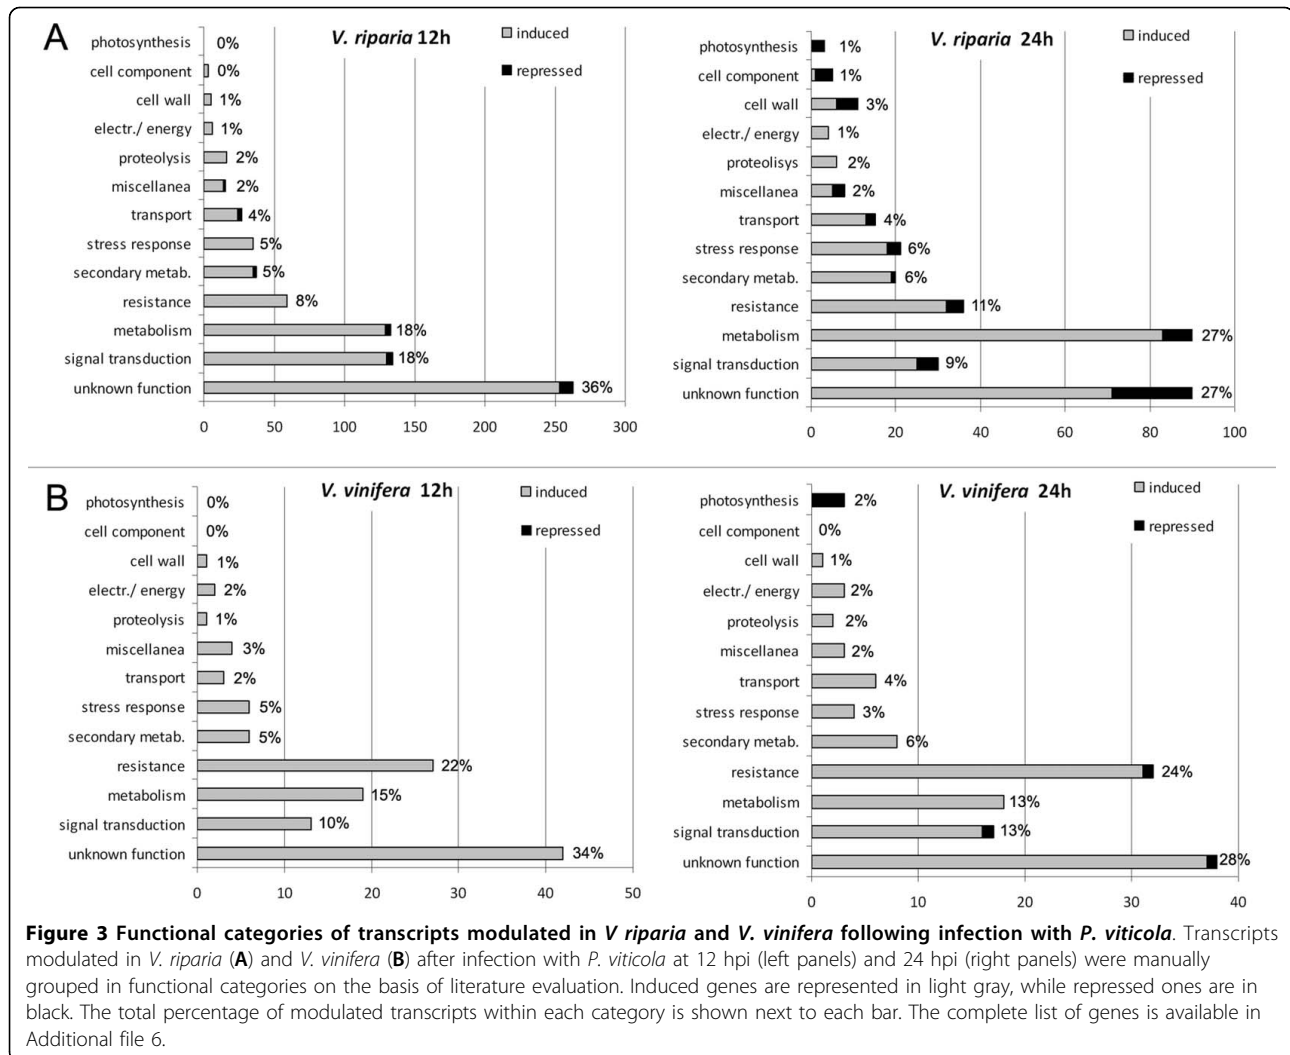 A
V. riparia 12h
induced
repressed
photosynthesis 0%
cell component 0%
cell wall 1%
electr./ energy 1%
proteolysis 2%
miscellanea 2%
transport 4%
stress response 5%
secondary metab. 5%
resistance 8%
metabolism 18%
signal transduction 18%
unknown function 36%
0 50 100 150 200 250 300
V. riparia 24h
induced
repressed
photosynthesis 1%
cell component 1%
cell wall 3%
electr./ energy 1%
proteolisys 2%
miscellanea 2%
transport 4%
stress response 6%
secondary metab. 6%
resistance 11%
metabolism 27%
signal transduction 9%
unknown function 27%
0 20 40 60 80 100
B
V. vinifera 12h
induced
repressed
photosynthesis 0%
cell component 0%
cell wall 1%
electr./ energy 2%
proteolysis 1%
miscellanea 3%
transport 2%
stress response 5%
secondary metab. 5%
resistance 22%
metabolism 15%
signal transduction 10%
unknown function 34%
0 10 20 30 40 50
V. vinifera 24h
induced
repressed
photosynthesis 2%
cell component 0%
cell wall 1%
electr./ energy 2%
proteolysis 2%
miscellanea 2%
transport 4%
stress response 3%
secondary metab. 6%
resistance 24%
metabolism 13%
signal transduction 13%
unknown function 28%
0 10 20 30 40
Figure 3 Functional categories of transcripts modulated in V riparia and V. vinifera following infection with P. viticola. Transcripts
modulated in V. riparia (A) and V. vinifera (B) after infection with P. viticola at 12 hpi (left panels) and 24 hpi (right panels) were manually
grouped in functional categories on the basis of literature evaluation. Induced genes are represented in light gray, while repressed ones are in
black. The total percentage of modulated transcripts within each category is shown next to each bar. The complete list of genes is available in
Additional file 6.